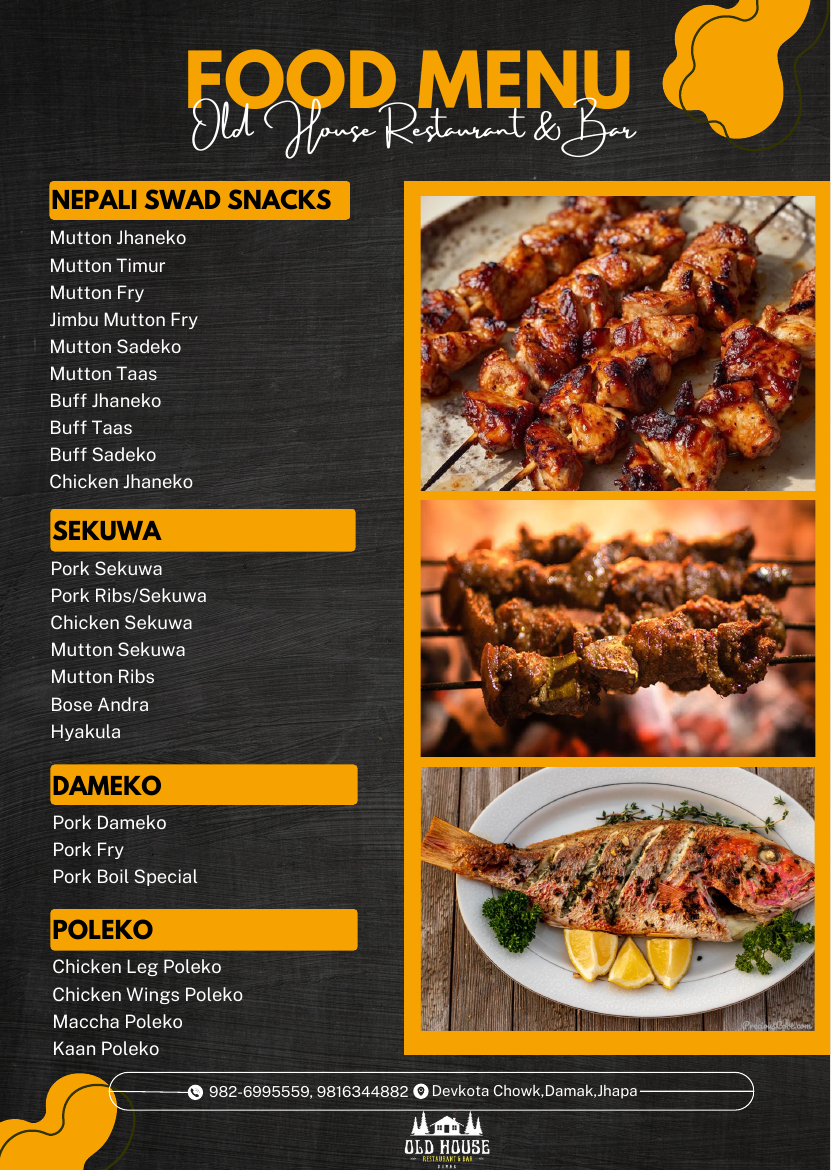 FOOD MENU
Old House Restaurant & Bar
NEPALI SWAD SNACKS
Mutton Jhaneko
Mutton Timur
Mutton Fry
Jimbu Mutton Fry
Mutton Sadeko
Mutton Taas
Buff Jhaneko
Buff Taas
Buff Sadeko
Chicken Jhaneko
SEKUWA
Pork Sekuwa
Pork Ribs/Sekuwa
Chicken Sekuwa
Mutton Sekuwa
Mutton Ribs
Bose Andra
Hyakula
DAMEKO
Pork Dameko
Pork Fry
Pork Boil Special
POLEKO
Chicken Leg Poleko
Chicken Wings Poleko
Maccha Poleko
Kaan Poleko
iPreciousCore.com
982-6995559, 9816344882 Devkota Chowk,Damak,Jhapa
OLD HOUSE
RESTAURANT & BAR
DAMAK